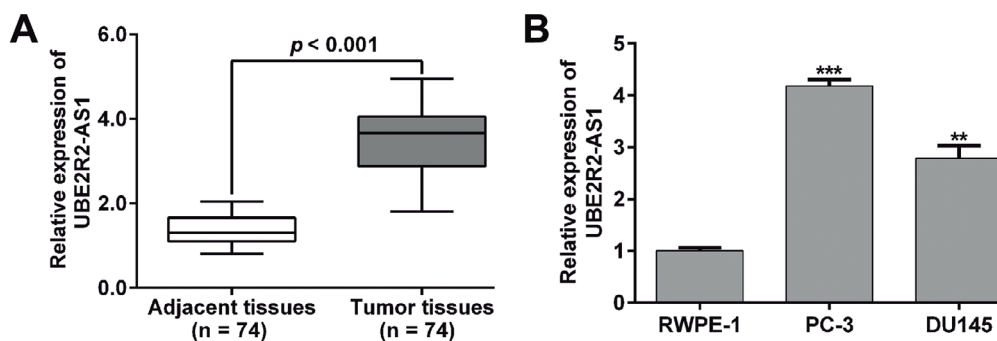 A
Relative expression of
UBE2R2-AS1
6.0
4.0
2.0
0.0
p < 0.001
Adjacent tissues
(n = 74)
Tumor tissues
(n = 74)
B
Relative expression of
UBE2R2-AS1
5
4
3
2
1
0
***
**
RWPE-1
PC-3
DU145